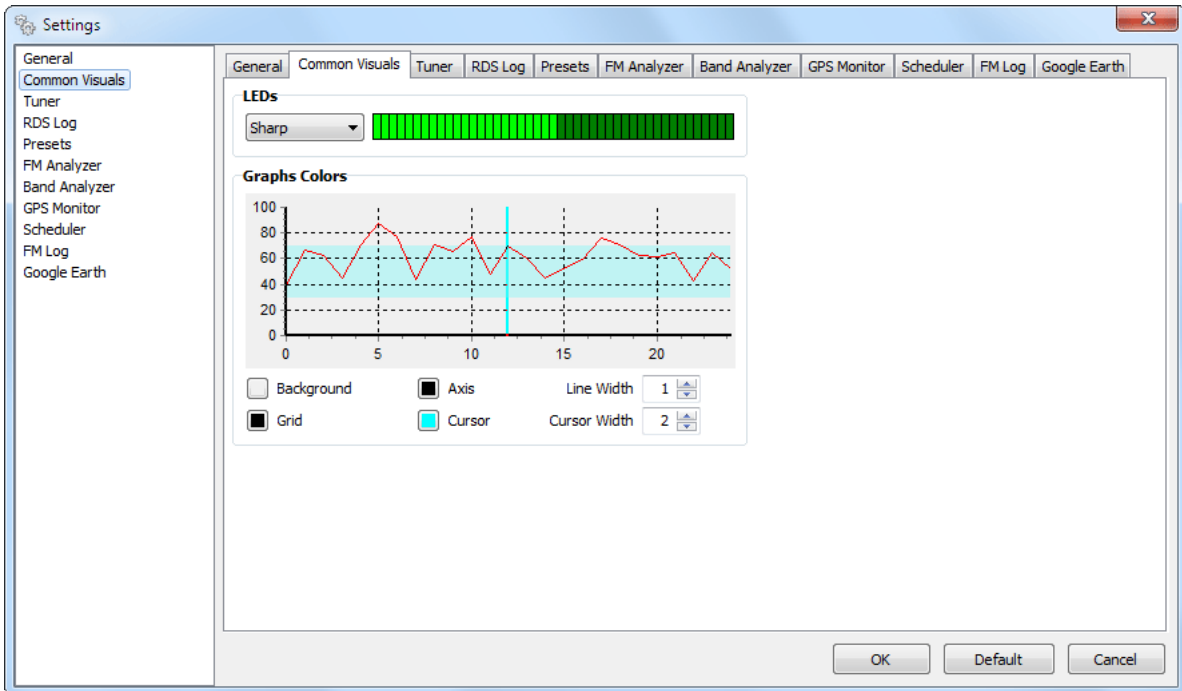 Settings
x
General
Common Visuals
Tuner
RDS Log
Presets
FM Analyzer
Band Analyzer
GPS Monitor
Scheduler
FM Log
Google Earth
General Common Visuals Tuner RDS Log Presets FM Analyzer Band Analyzer GPS Monitor Scheduler FM Log Google Earth
LEDs
Sharp
Graphs Colors
100
80
60
40
20
0
0 5 10 15 20
Background Axis Line Width 1
Grid Cursor Cursor Width 2
OK Default Cancel